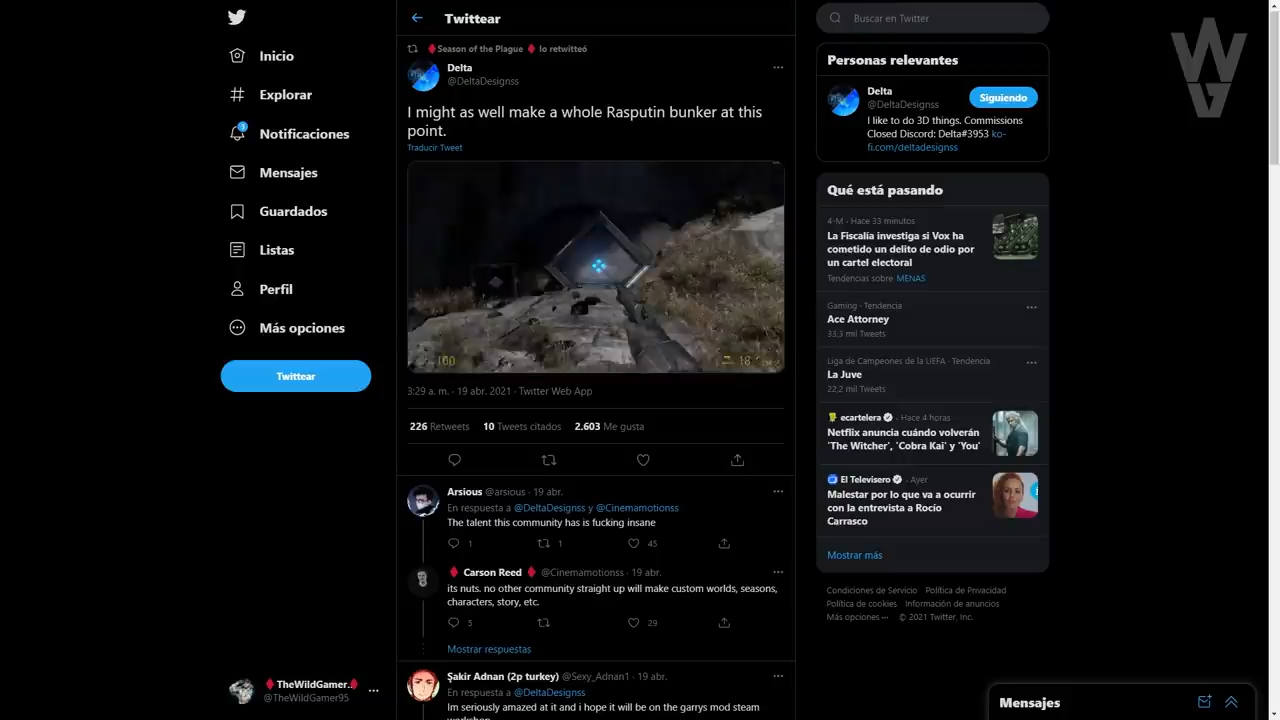 Inicio
Explorar
3
Notificaciones
Mensajes
Guardados
Listas
Perfil
Más opciones
Twittear
TheWildGamer..
@TheWildGamer95
Twittear
Season of the Plague lo retwitteó
Delta
@DeltaDesignss
I might as well make a whole Rasputin bunker at this
point.
Traducir Tweet
100
18
3:29 a. m. · 19 abr. 2021 · Twitter Web App
226 Retweets 10 Tweets citados 2.603 Me gusta
Arsious @arsious · 19 abr.
En respuesta a @DeltaDesignss y @Cinemamotionss
The talent this community has is fucking insane
1 1 45
Carson Reed @Cinemamotionss · 19 abr.
its nuts. no other community straight up will make custom worlds, seasons,
characters, story, etc.
5 29
Mostrar respuestas
Şakir Adnan (2p turkey) @Sexy_Adnan1 · 19 abr.
En respuesta a @DeltaDesignss
Im seriously amazed at it and i hope it will be on the garrys mod steam
workshop
Buscar en Twitter
Personas relevantes
Delta
@DeltaDesignss
Siguiendo
I like to do 3D things. Commissions
Closed Discord: Delta#3953 ko-
fi.com/deltadesignss
Qué está pasando
4-M · Hace 33 minutos
La Fiscalía investiga si Vox ha
cometido un delito de odio por
un cartel electoral
Tendencias sobre MENAS
Gaming · Tendencia
Ace Attorney
33,3 mil Tweets
Liga de Campeones de la UEFA · Tendencia
La Juve
22,2 mil Tweets
ecartelera · Hace 4 horas
Netflix anuncia cuándo volverán
'The Witcher', 'Cobra Kai' y 'You'
El Televisero · Ayer
Malestar por lo que va a ocurrir
con la entrevista a Rocío
Carrasco
Mostrar más
Condiciones de Servicio Política de Privacidad
Política de cookies Información de anuncios
Más opciones ··· © 2021 Twitter, Inc.
Mensajes
WG